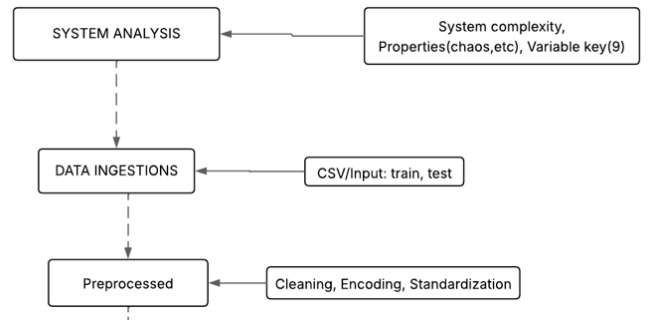 SYSTEM ANALYSIS
System complexity,
Properties(chaos,etc), Variable key(9)
DATA INGESTIONS
CSV/Input: train, test
Preprocessed
Cleaning, Encoding, Standardization